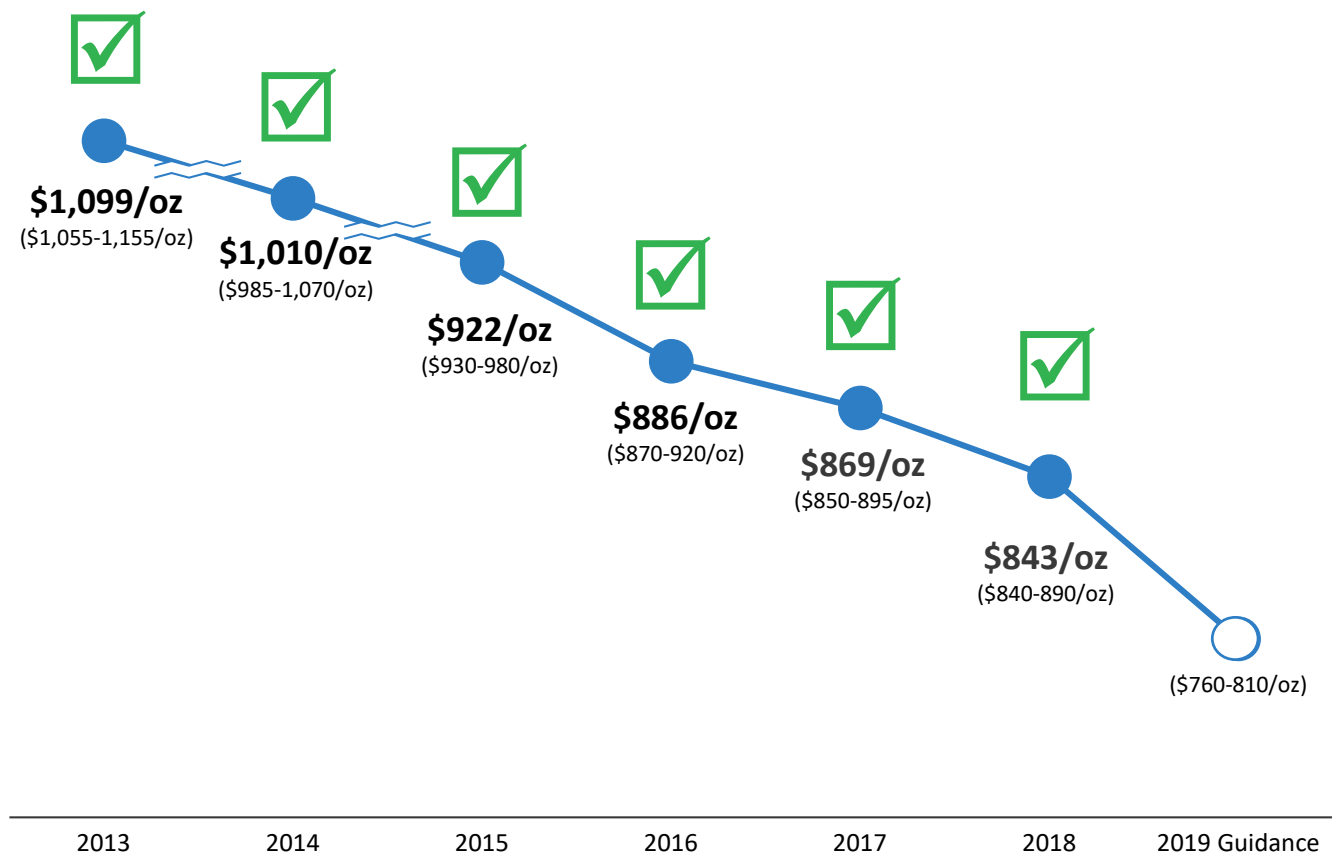 $1,099/oz
($1,055-1,155/oz)
$1,010/oz
($985-1,070/oz)
$922/oz
($930-980/oz)
$886/oz
($870-920/oz)
$869/oz
($850-895/oz)
$843/oz
($840-890/oz)
($760-810/oz)
2013 2014 2015 2016 2017 2018 2019 Guidance